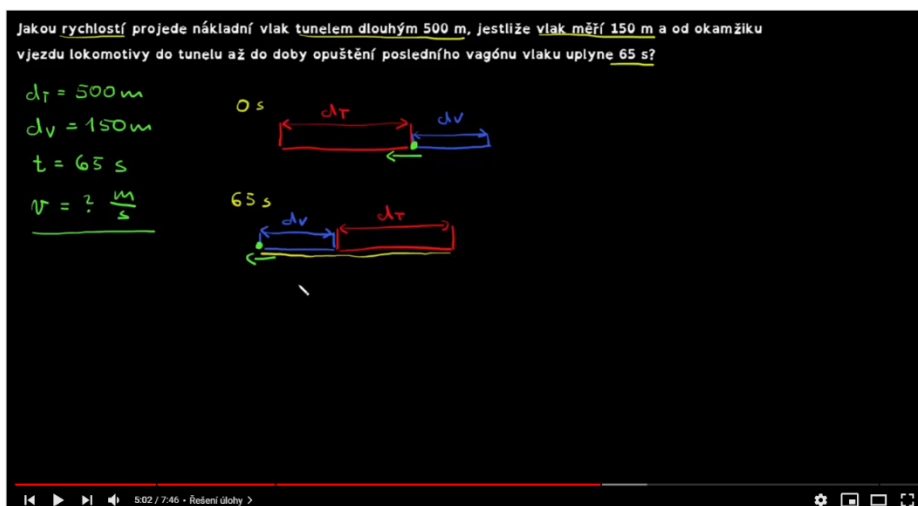 Jakou rychlostí projede nákladní vlak tunelem dlouhým 500 m, jestliže vlak měří 150 m a od okamžiku
vjezdu lokomotivy do tunelu až do doby opuštění posledního vagónu vlaku uplyne 65 s?
dT = 500 m
dV = 150 m
t = 65 s
v = ? m/s
0 s
dT
dV
65 s
dV
dT
5:02 / 7:46 • Řešení úlohy >